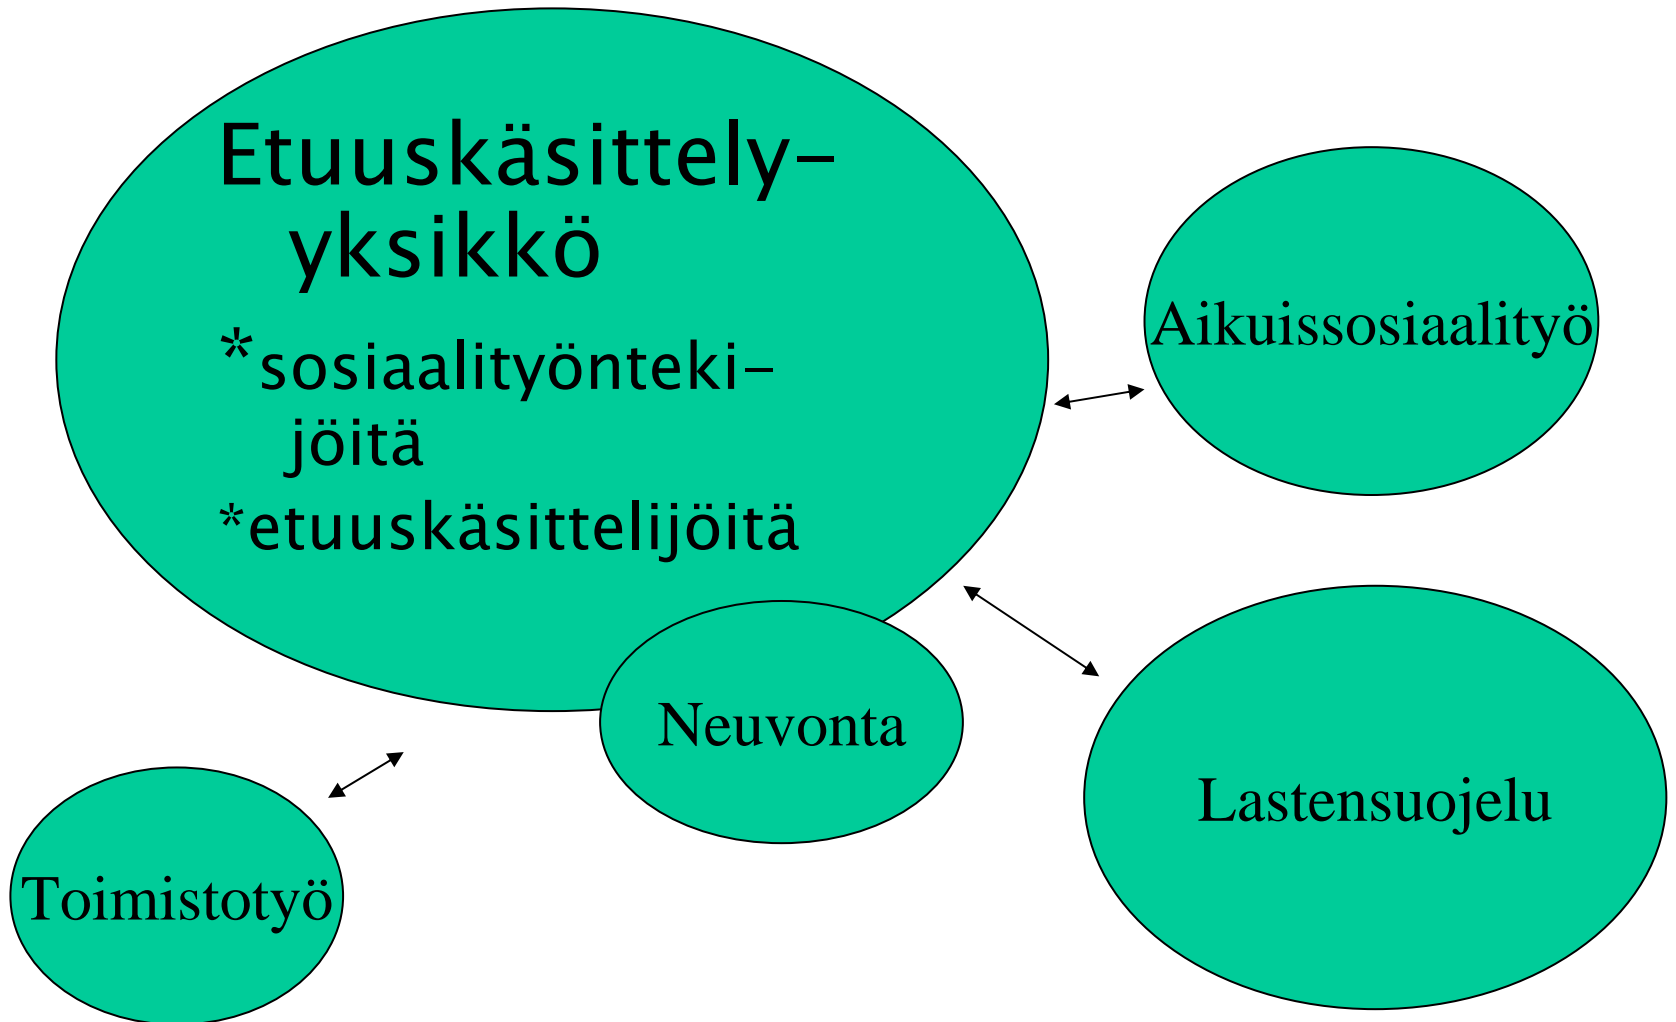 Etuuskäsittely-
yksikkö
*sosiaalityönteki-
jöitä
*etuuskäsittelijöitä
Aikuissosiaalityö
Neuvonta
Lastensuojelu
Toimistotyö